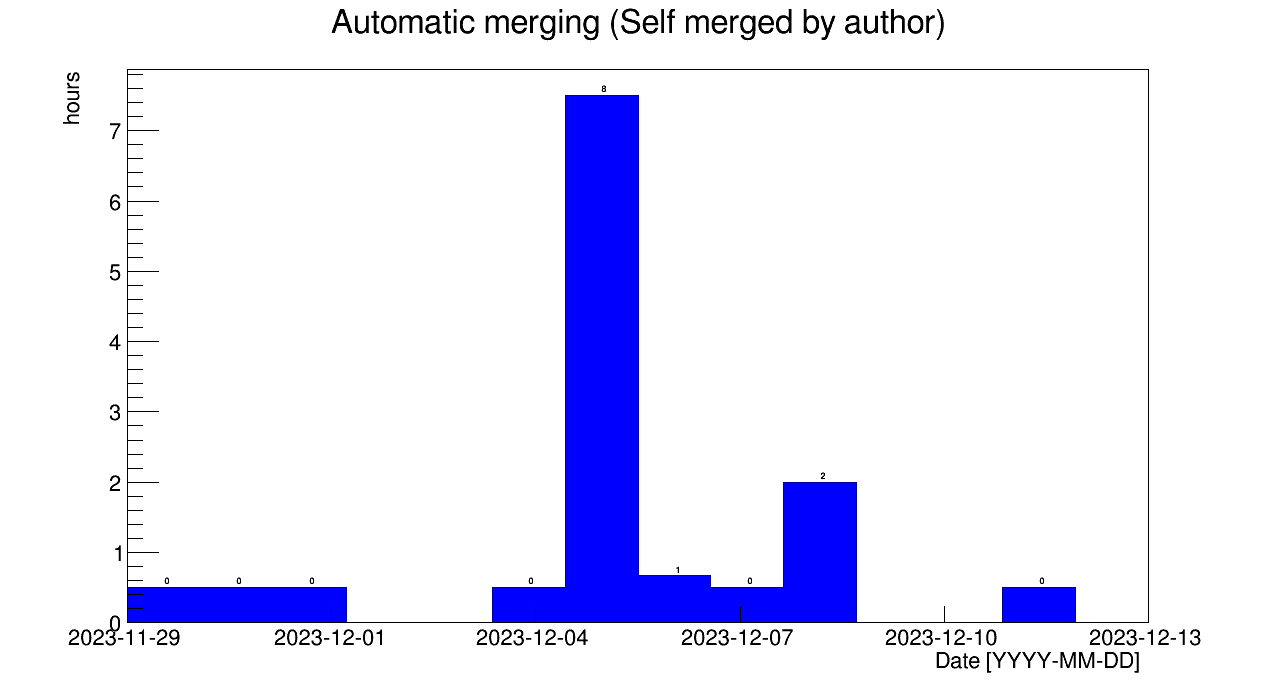 Automatic merging (Self merged by author)
hours
7
6
5
4
3
2
1
0
8
2
1
0 0 0 0 0 0
2023-11-29 2023-12-01 2023-12-04 2023-12-07 2023-12-10 2023-12-13
Date [YYYY-MM-DD]